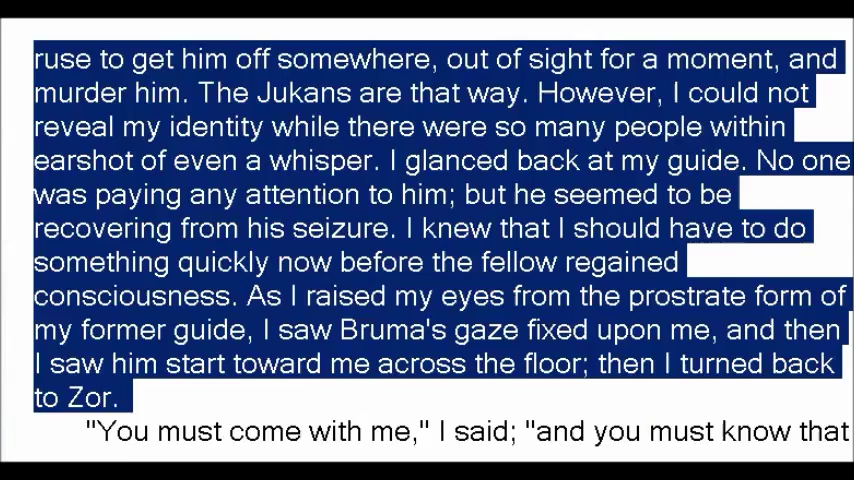 ruse to get him off somewhere, out of sight for a moment, and
murder him. The Jukans are that way. However, I could not
reveal my identity while there were so many people within
earshot of even a whisper. I glanced back at my guide. No one
was paying any attention to him; but he seemed to be
recovering from his seizure. I knew that I should have to do
something quickly now before the fellow regained
consciousness. As I raised my eyes from the prostrate form of
my former guide, I saw Bruma's gaze fixed upon me, and then
I saw him start toward me across the floor; then I turned back
to Zor.
"You must come with me," I said; "and you must know that